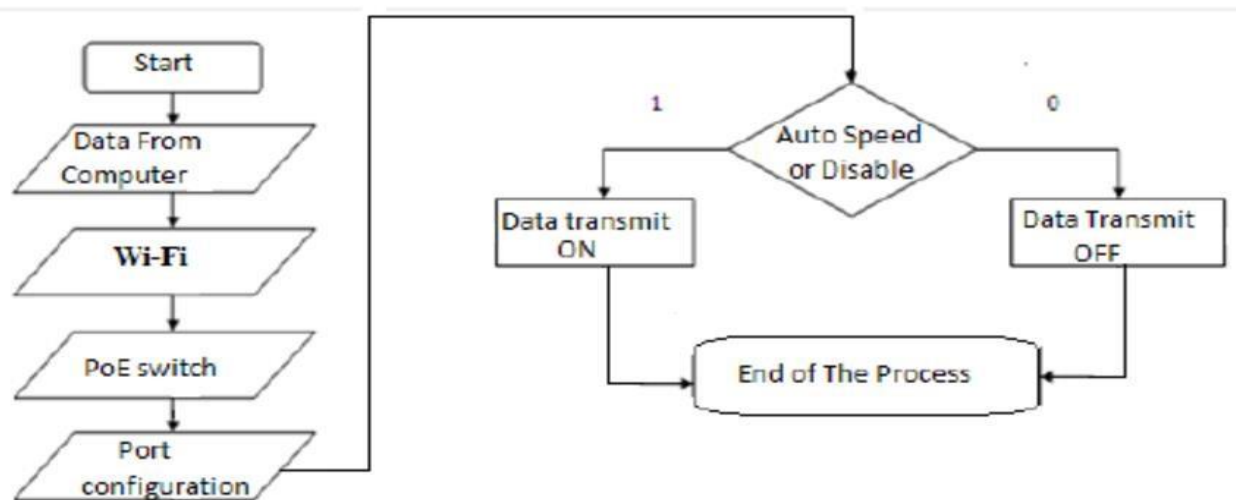 Start
Data From
Computer
Wi-Fi
PoE switch
Port
configuration
1
0
Auto Speed
or Disable
Data transmit
ON
Data Transmit
OFF
End of The Process